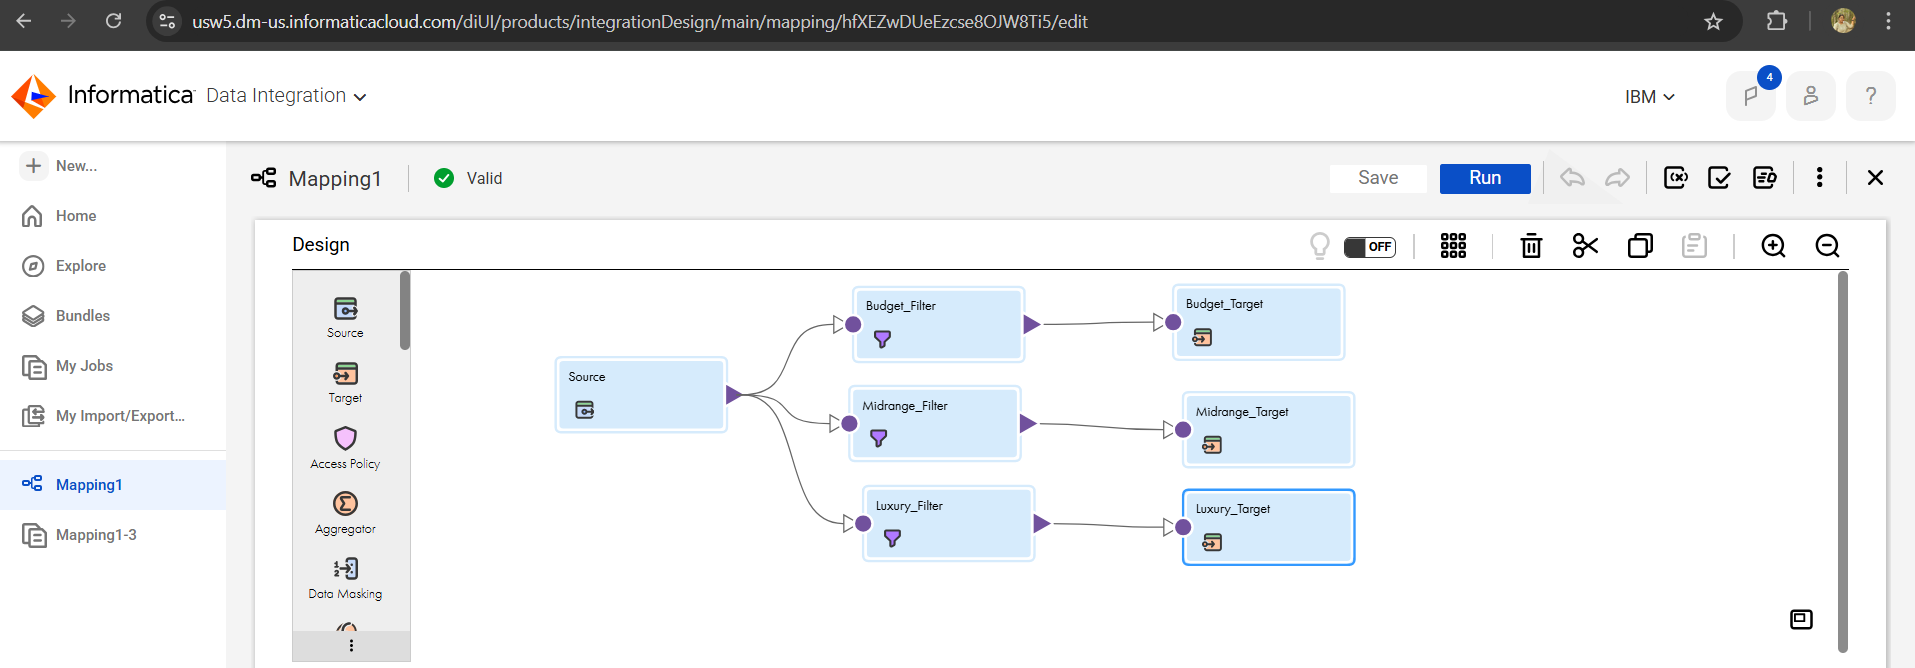 usw5.dm-us.informaticacloud.com/diUI/products/integrationDesign/main/mapping/hfXEZwDUeEzcse8OJW8Ti5/edit
Informatica Data Integration
IBM
4
?
New...
Home
Explore
Bundles
My Jobs
My Import/Export...
Mapping1
Mapping1-3
Mapping1
Valid
Save
Run
Design
OFF
Source
Target
Access Policy
Aggregator
Data Masking
Source
Budget_Filter
Midrange_Filter
Luxury_Filter
Budget_Target
Midrange_Target
Luxury_Target